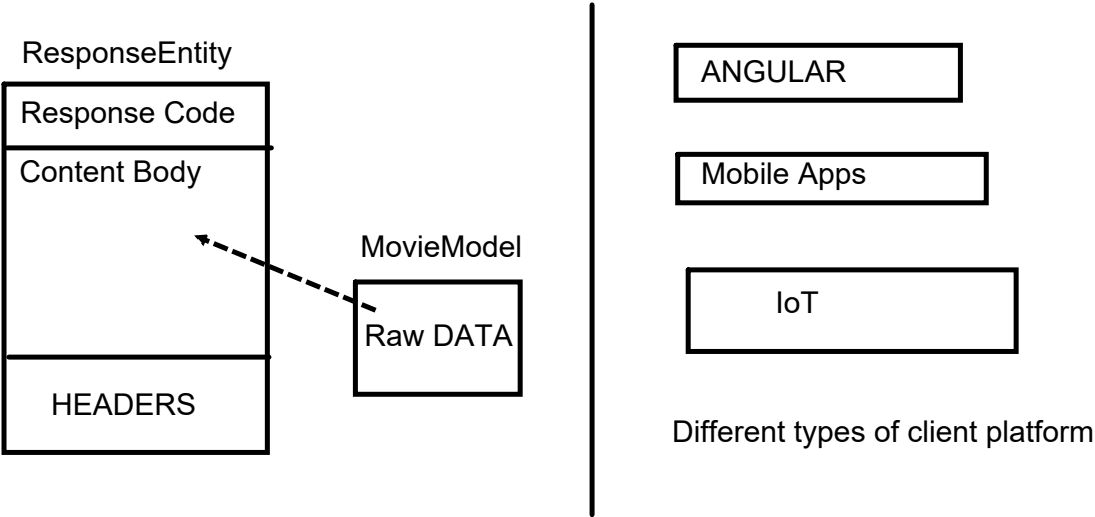 ResponseEntity
Response Code
Content Body
MovieModel
Raw DATA
HEADERS
ANGULAR
Mobile Apps
IoT
Different types of client platform